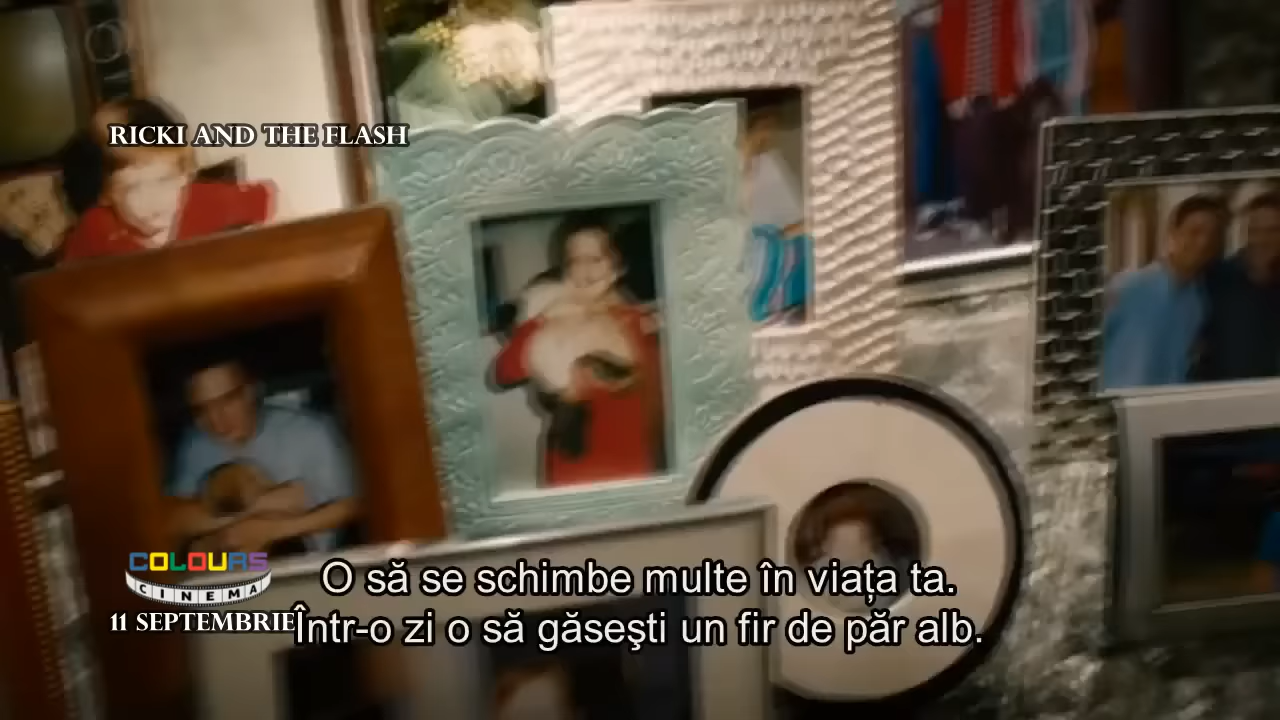 RICKI AND THE FLASH
COLOURS
CINEMA
11 SEPTEMBRIE
O să se schimbe multe în viața ta.
Într-o zi o să găseşti un fir de păr alb.